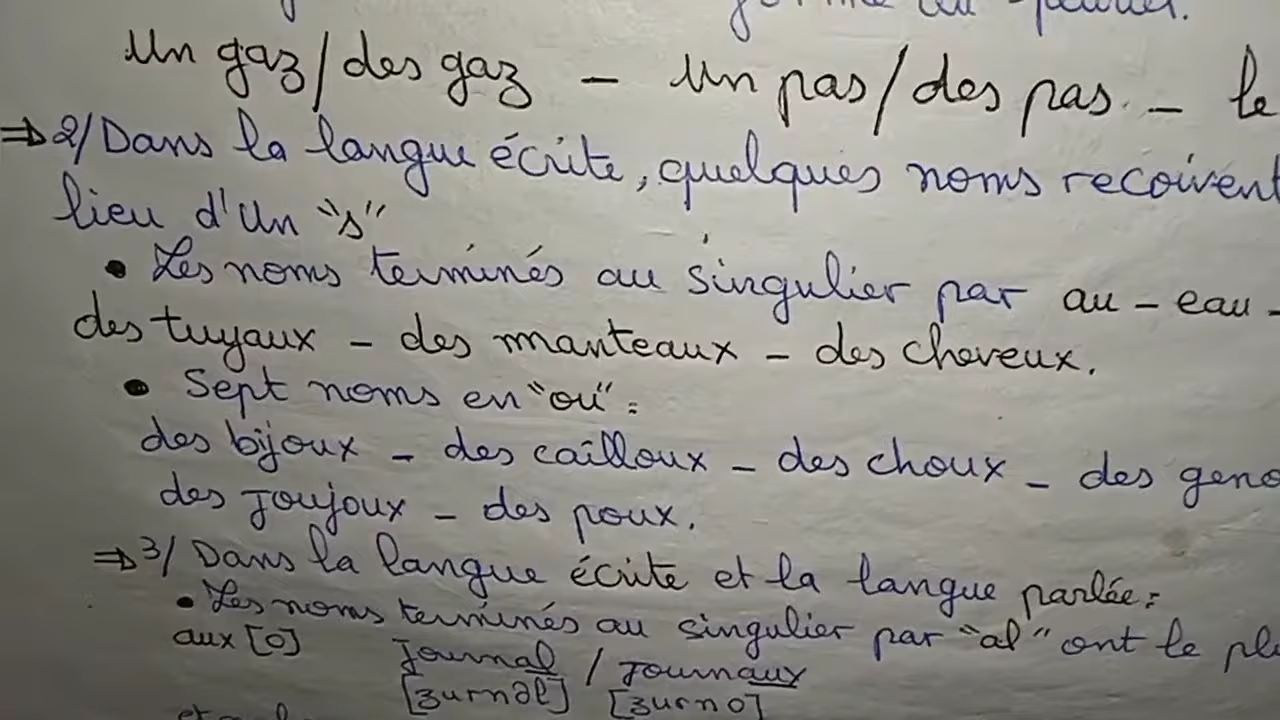 au pluriel.
Un gaz/des gaz – un pas/des pas. – le
⇒ 2/ Dans la langue écrite, quelques noms recoivent
lieu d'un "s"
• Les noms terminés au singulier par au – eau –
des tuyaux – des manteaux – des cheveux.
• Sept noms en "ou" :
des bijoux – des cailloux – des choux – des geno
des joujoux – des poux.
⇒ 3/ Dans la langue écrite et la langue parlée :
• Les noms terminés au singulier par "al" ont le pl
aux [o] journal / journaux
[ʒurnal] [ʒurno]